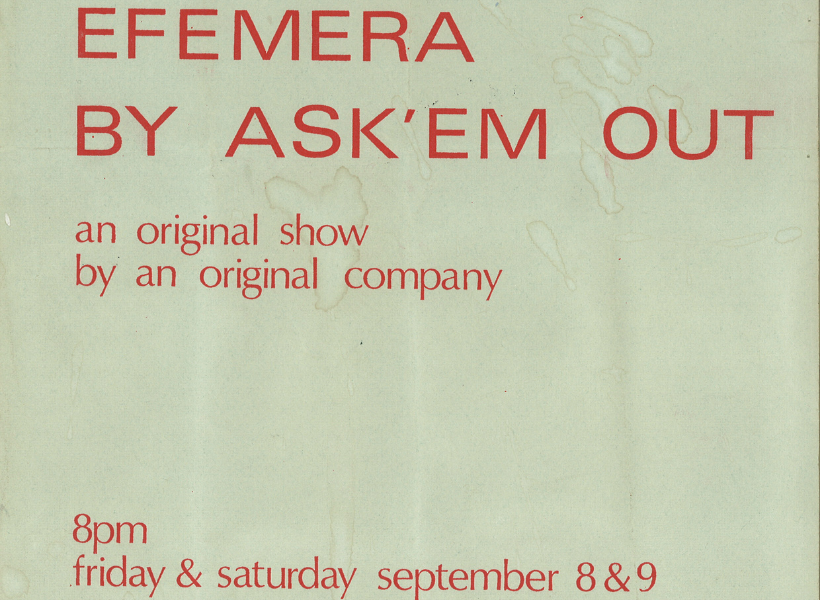 EFEMERA
BY ASK'EM OUT
an original show
by an original company
8pm
friday & saturday september 8 & 9